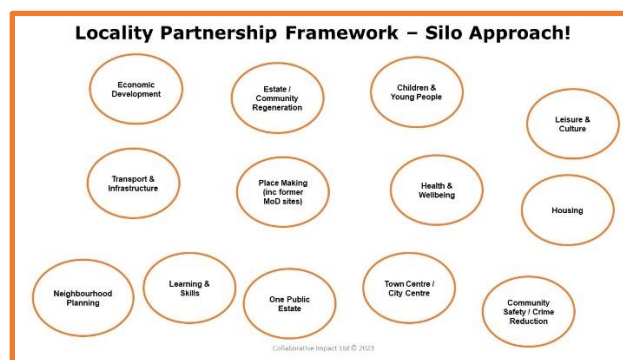 Locality Partnership Framework – Silo Approach!
Economic
Development
Estate /
Community
Regeneration
Children &
Young People
Leisure &
Culture
Transport &
Infrastructure
Place Making
(inc former
MoD sites)
Health &
Wellbeing
Housing
Neighbourhood
Planning
Learning &
Skills
One Public
Estate
Town Centre /
City Centre
Community
Safety / Crime
Reduction
Collaborative Impact Ltd © 2023